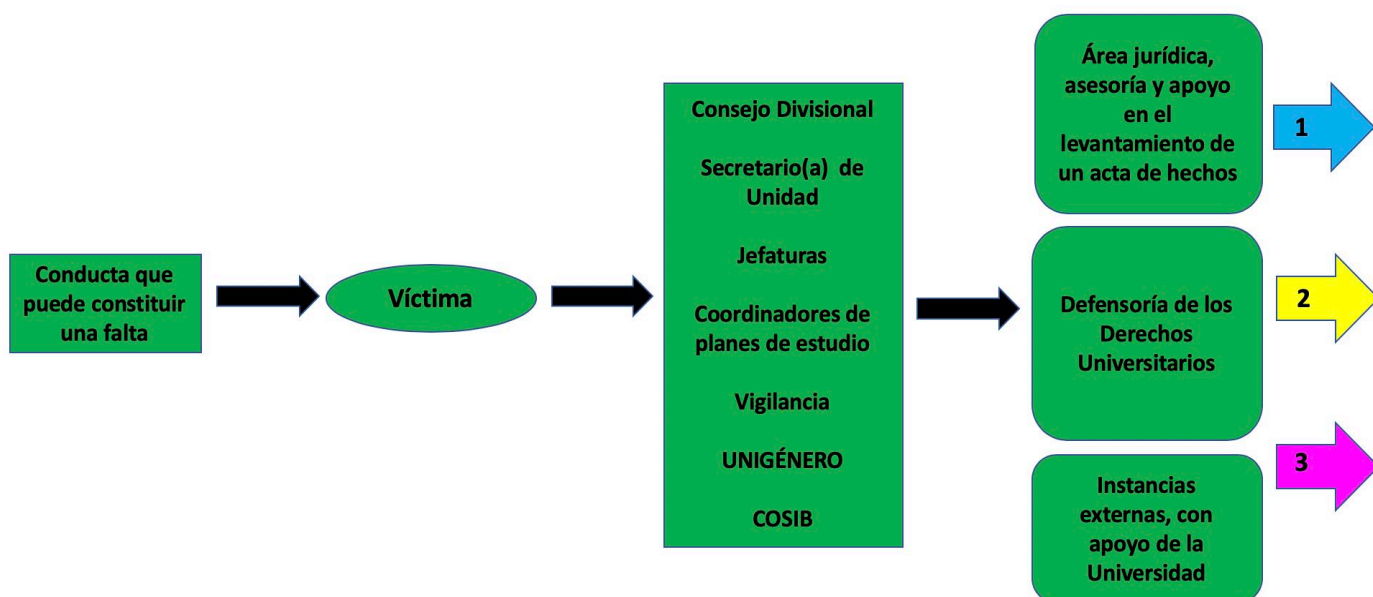 Conducta que
puede constituir
una falta
Víctima
Consejo Divisional
Secretario(a) de
Unidad
Jefaturas
Coordinadores de
planes de estudio
Vigilancia
UNIGÉNERO
COSIB
Área jurídica,
asesoría y apoyo
en el
levantamiento de
un acta de hechos
1
Defensoría de los
Derechos
Universitarios
2
Instancias
externas, con
apoyo de la
Universidad
3